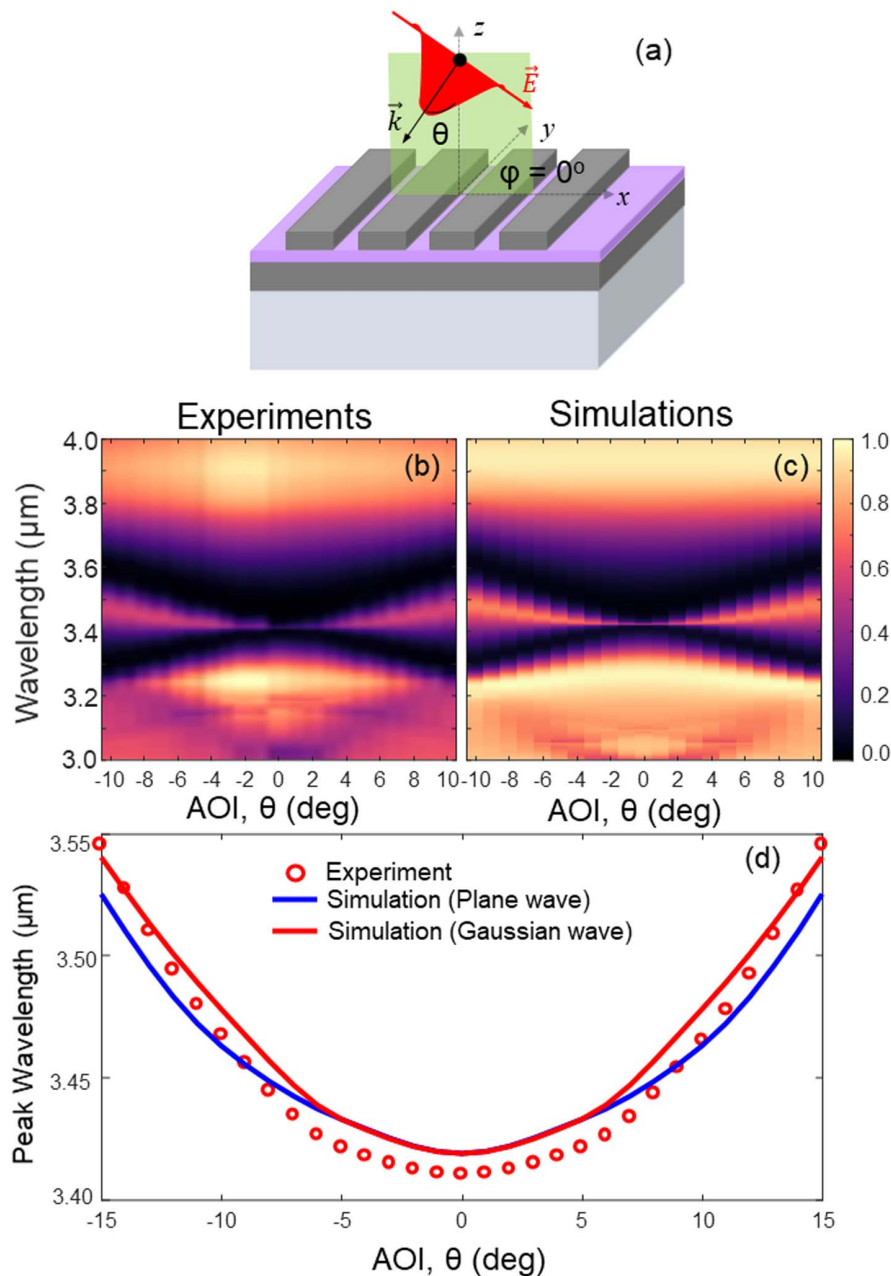 z
(a)
E
k
θ
y
φ = 0°
x
Experiments
Simulations
(b)
(c)
Wavelength (μm)
4.0
3.8
3.6
3.4
3.2
3.0
1.0
0.8
0.6
0.4
0.2
0.0
-10 -8 -6 -4 -2 0 2 4 6 8 10
-10 -8 -6 -4 -2 0 2 4 6 8 10
AOI, θ (deg)
AOI, θ (deg)
(d)
Experiment
Simulation (Plane wave)
Simulation (Gaussian wave)
Peak Wavelength (μm)
3.55
3.50
3.45
3.40
-15 -10 -5 0 5 10 15
AOI, θ (deg)